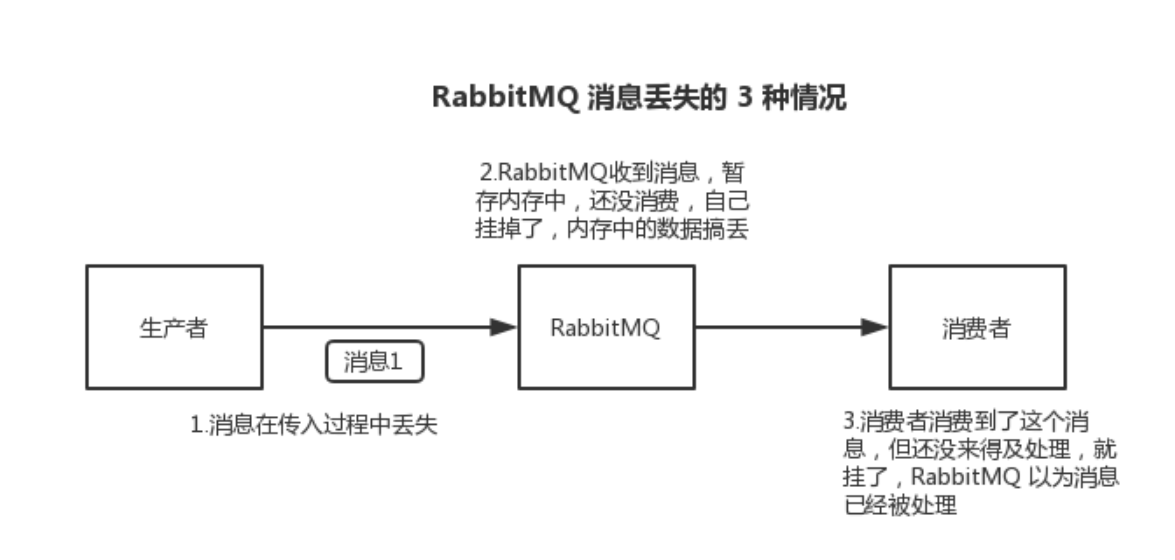 RabbitMQ 消息丢失的 3 种情况
2.RabbitMQ收到消息，暂
存内存中，还没消费，自己
挂掉了，内存中的数据搞丢
生产者
RabbitMQ
消费者
消息1
1.消息在传入过程中丢失
3.消费者消费到了这个消
息，但还没来得及处理，就
挂了，RabbitMQ 以为消息
已经被处理